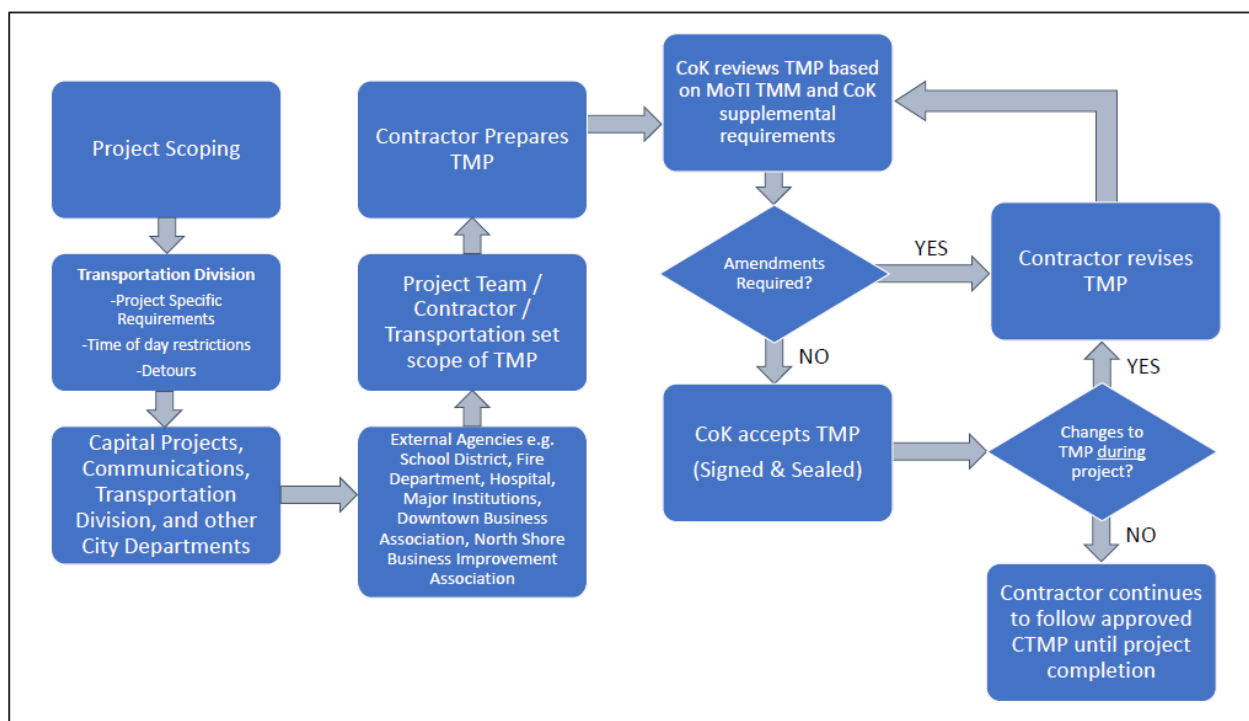 Project Scoping
Transportation Division
-Project Specific
Requirements
-Time of day restrictions
-Detours
Capital Projects,
Communications,
Transportation
Division, and other
City Departments
External Agencies e.g.
School District, Fire
Department, Hospital,
Major Institutions,
Downtown Business
Association, North Shore
Business Improvement
Association
Project Team /
Contractor /
Transportation set
scope of TMP
Contractor Prepares
TMP
CoK reviews TMP based
on MoTI TMM and CoK
supplemental
requirements
Amendments
Required?
YES
Contractor revises
TMP
NO
CoK accepts TMP
(Signed & Sealed)
Changes to
TMP during
project?
YES
NO
Contractor continues
to follow approved
CTMP until project
completion